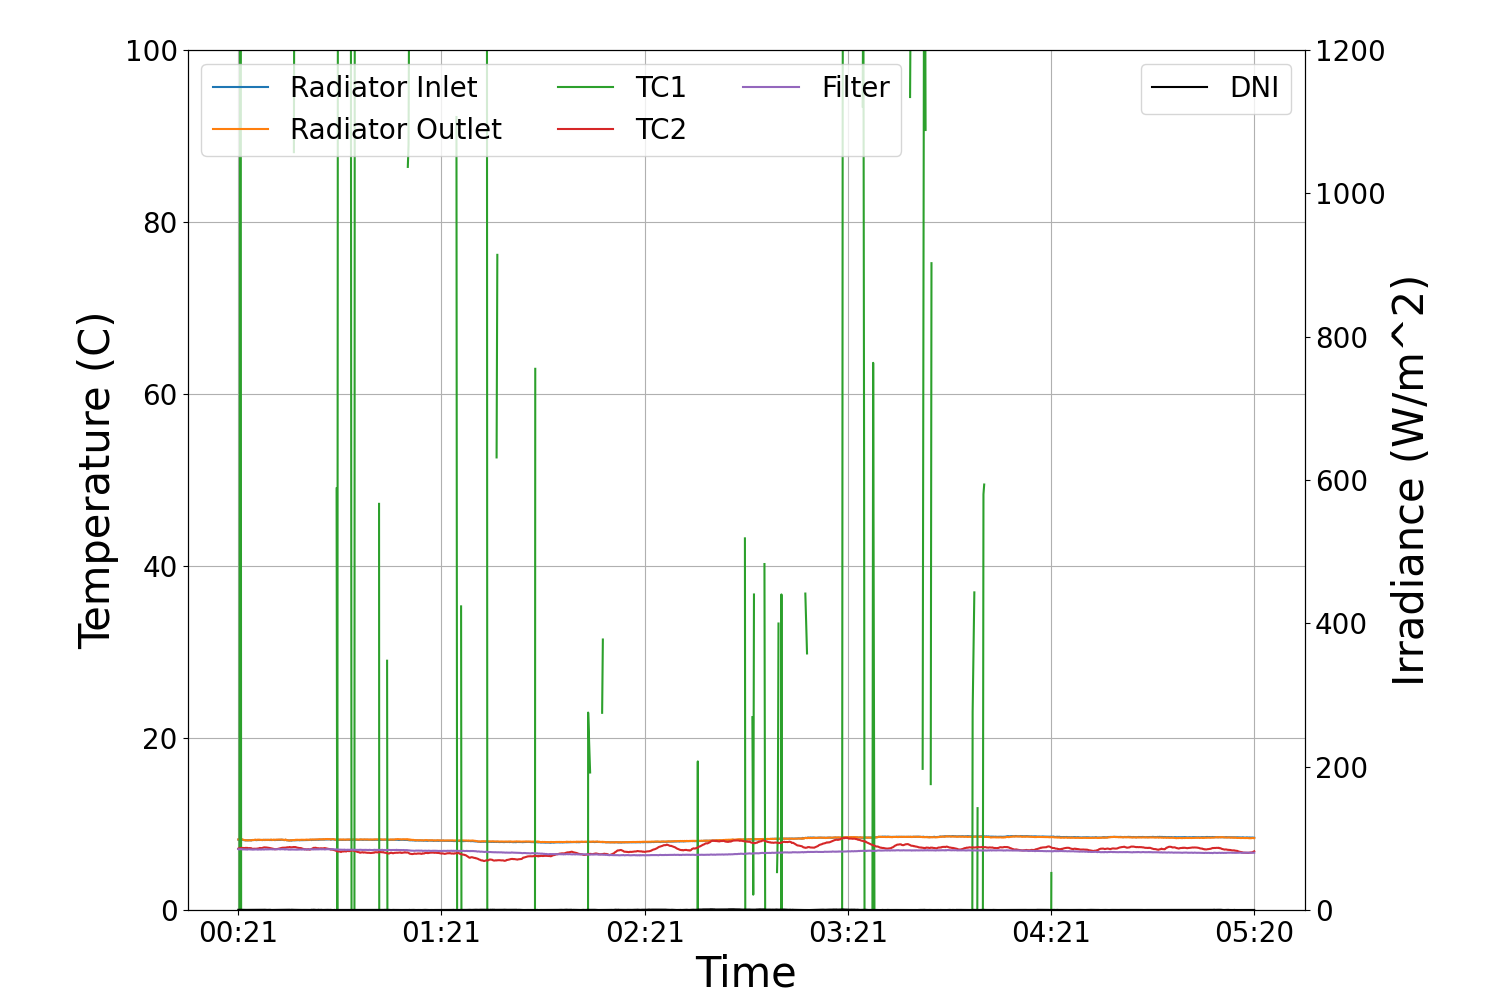 100
80
60
40
20
0
Temperature (C)
Radiator Inlet
Radiator Outlet
TC1
TC2
Filter
DNI
1200
1000
800
600
400
200
0
Irradiance (W/m^2)
00:21 01:21 02:21 03:21 04:21 05:20
Time